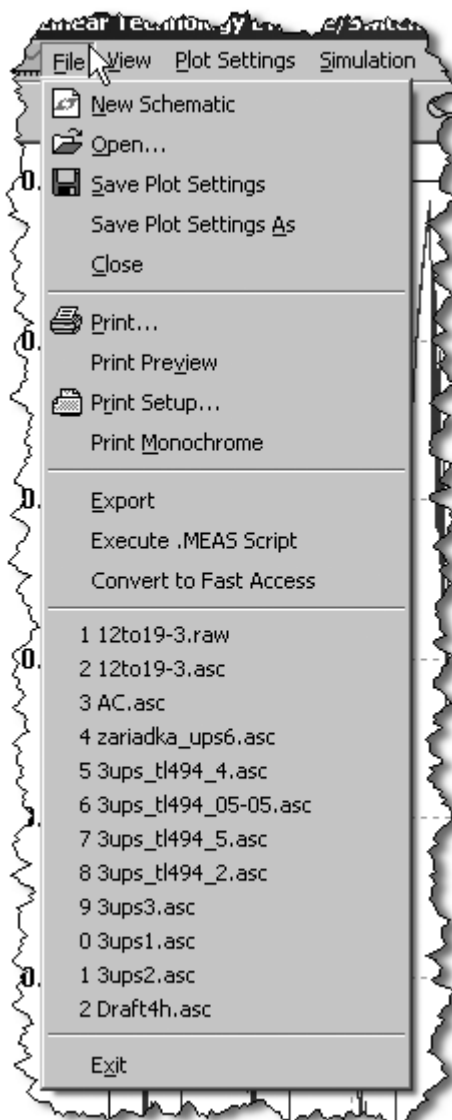 File View Plot Settings Simulation
New Schematic
Open...
Save Plot Settings
Save Plot Settings As
Close
Print...
Print Preview
Print Setup...
Print Monochrome
Export
Execute .MEAS Script
Convert to Fast Access
1 12to19-3.raw
2 12to19-3.asc
3 AC.asc
4 zariadka_ups6.asc
5 3ups_tl494_4.asc
6 3ups_tl494_05-05.asc
7 3ups_tl494_5.asc
8 3ups_tl494_2.asc
9 3ups3.asc
0 3ups1.asc
1 3ups2.asc
2 Draft4h.asc
Exit